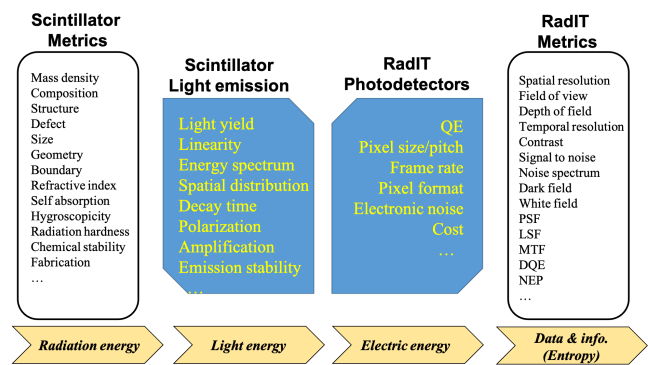 Scintillator
Metrics
Mass density
Composition
Structure
Defect
Size
Geometry
Boundary
Refractive index
Self absorption
Hygroscopicity
Radiation hardness
Chemical stability
Fabrication
…
Scintillator
Light emission
Light yield
Linearity
Energy spectrum
Spatial distribution
Decay time
Polarization
Amplification
Emission stability
…
RadIT
Photodetectors
QE
Pixel size/pitch
Frame rate
Pixel format
Electronic noise
Cost
…
RadIT
Metrics
Spatial resolution
Field of view
Depth of field
Temporal resolution
Contrast
Signal to noise
Noise spectrum
Dark field
White field
PSF
LSF
MTF
DQE
NEP
…
Radiation energy
Light energy
Electric energy
Data & info.
(Entropy)